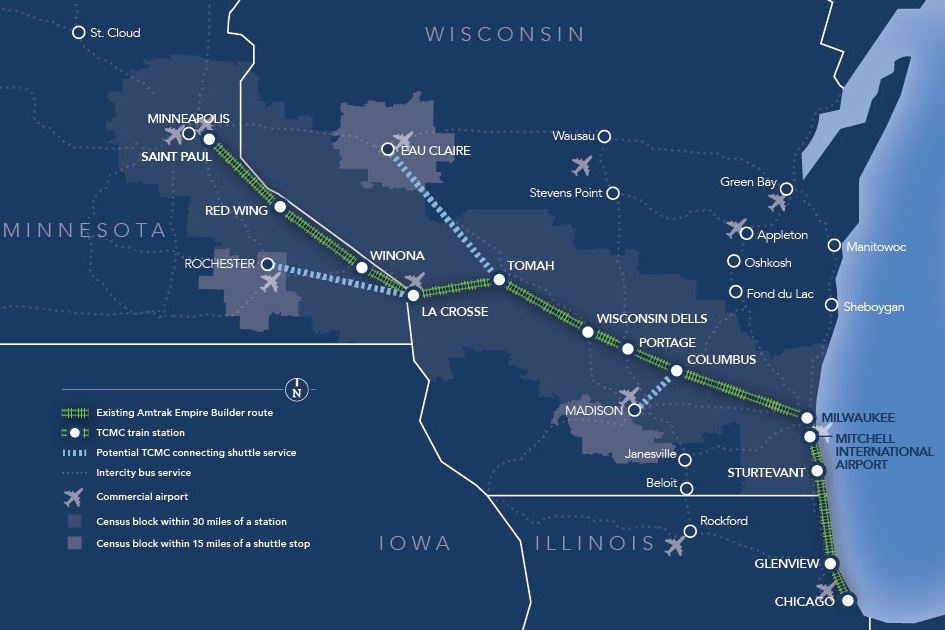 WISCONSIN
St. Cloud
MINNEAPOLIS
SAINT PAUL
EAU CLAIRE
Wausau
Stevens Point
Green Bay
RED WING
MINNESOTA
Appleton
Manitowoc
WINONA
ROCHESTER
TOMAH
Oshkosh
Fond du Lac
Sheboygan
LA CROSSE
WISCONSIN DELLS
PORTAGE
COLUMBUS
N
MADISON
MILWAUKEE
MITCHELL
INTERNATIONAL
AIRPORT
Existing Amtrak Empire Builder route
TCMC train station
Potential TCMC connecting shuttle service
Intercity bus service
Commercial airport
Census block within 30 miles of a station
Census block within 15 miles of a shuttle stop
Janesville
STURTEVANT
Beloit
Rockford
IOWA
ILLINOIS
GLENVIEW
CHICAGO